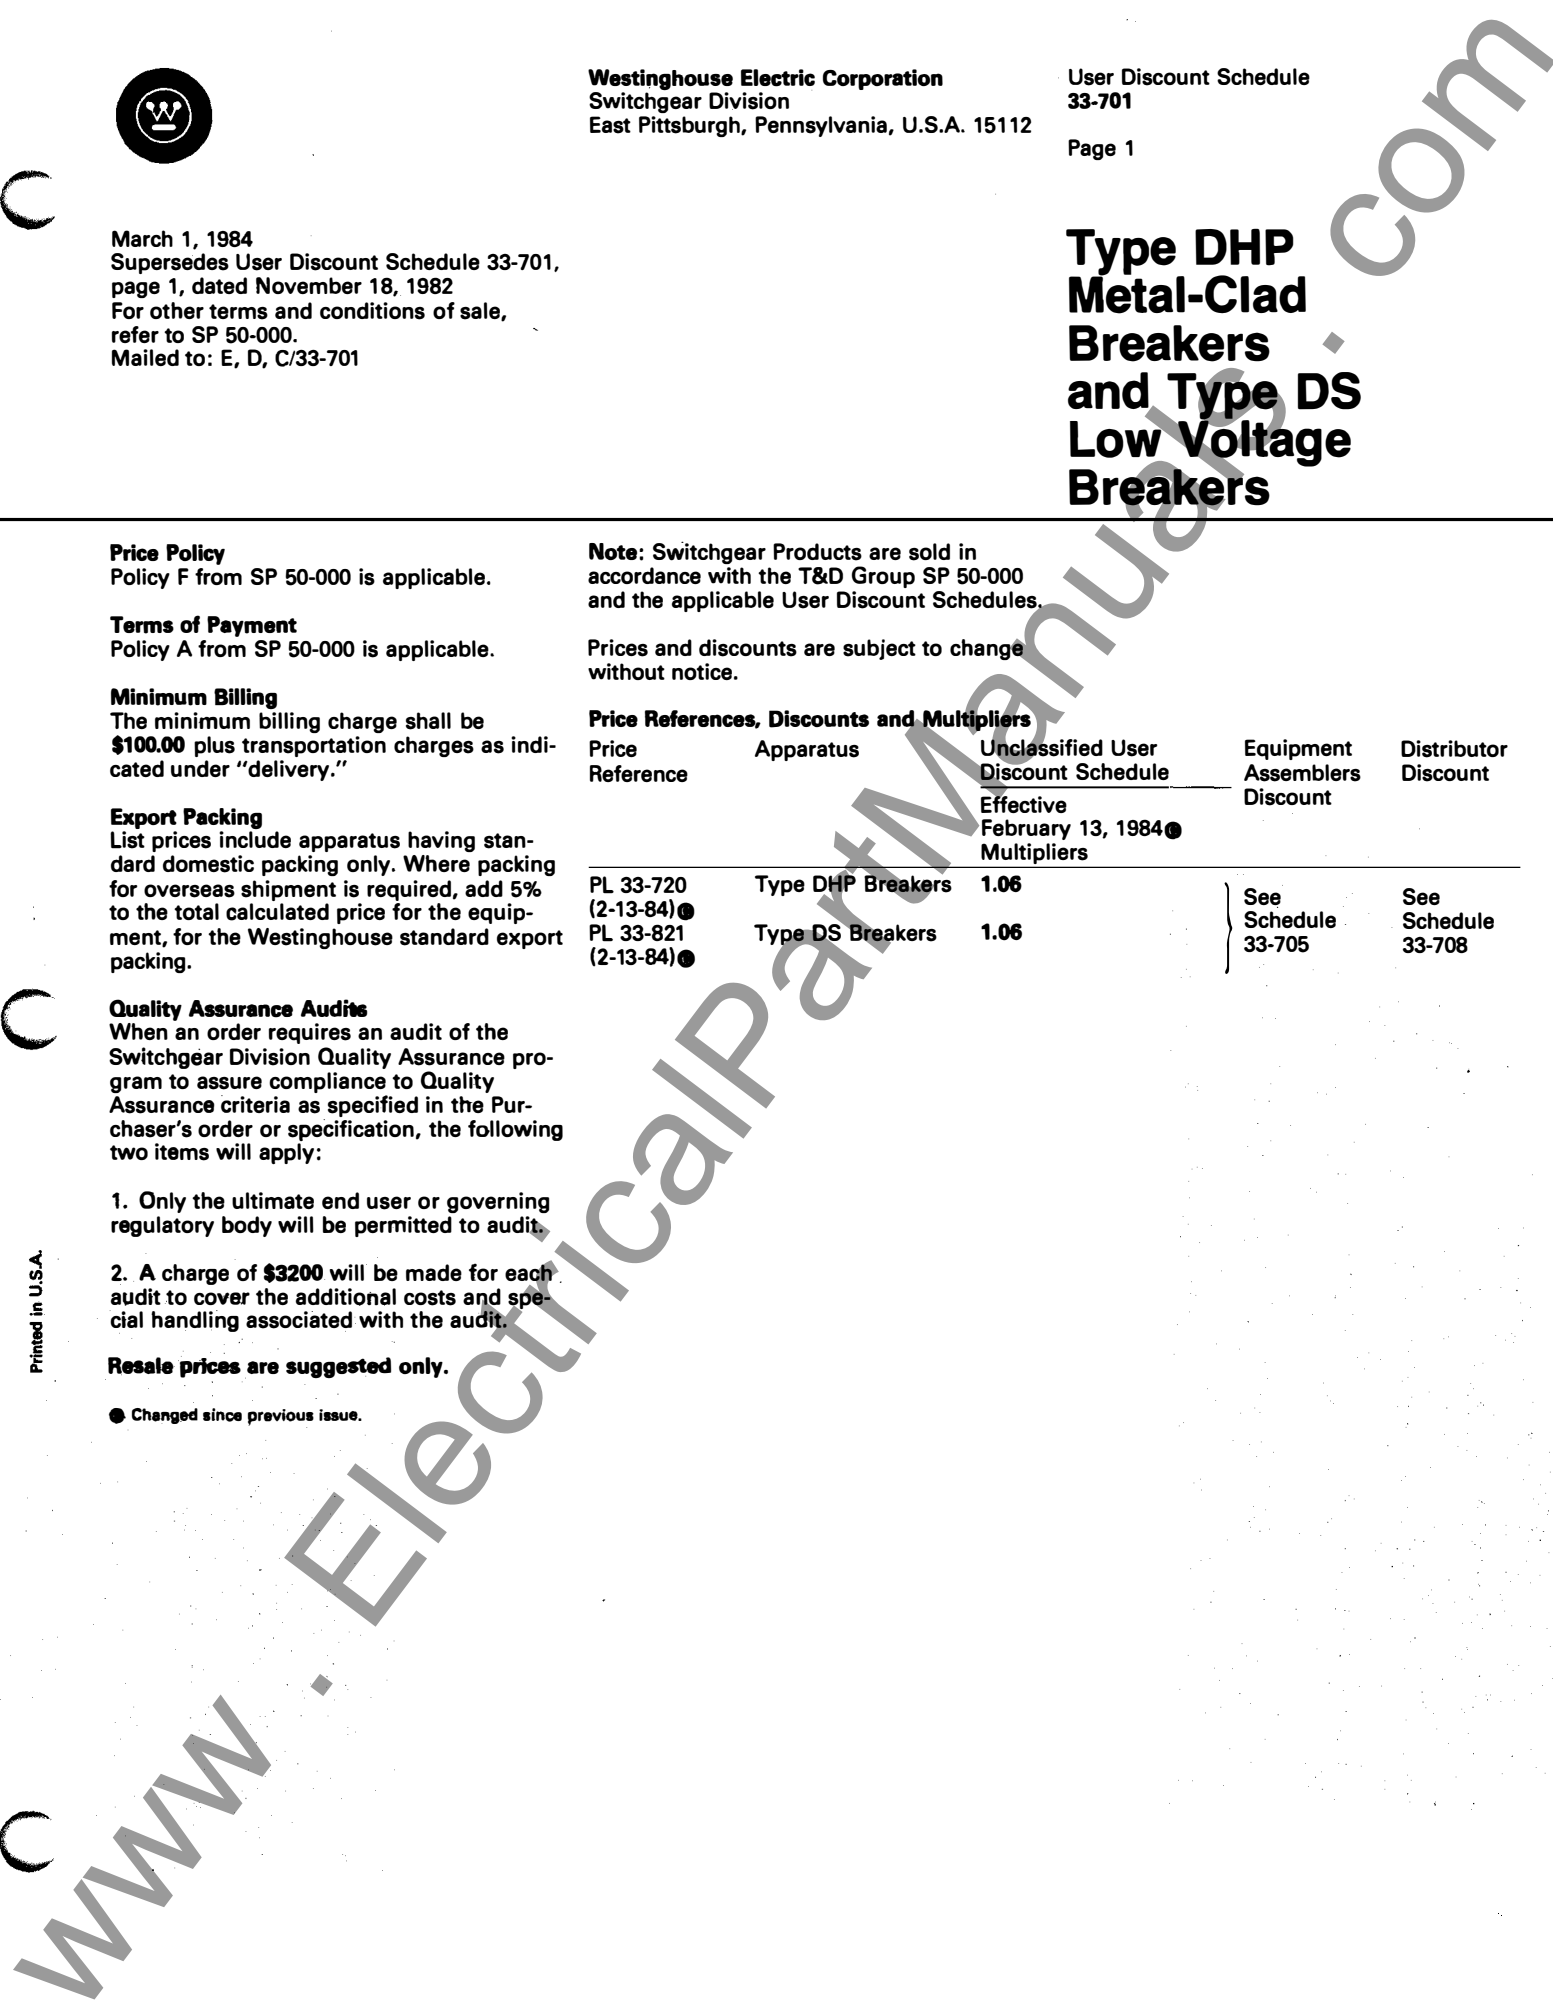 Westinghouse Electric Corporation
Switchgear Division
East Pittsburgh, Pennsylvania, U.S.A. 15112
User Discount Schedule
33-701
Page 1
March 1, 1984
Supersedes User Discount Schedule 33-701,
page 1, dated November 18, 1982
For other terms and conditions of sale,
refer to SP 50-000.
Mailed to: E, D, C/33-701
Type DHP
Metal-Clad
Breakers
and Type DS
Low Voltage
Breakers
Price Policy
Policy F from SP 50-000 is applicable.
Terms of Payment
Policy A from SP 50-000 is applicable.
Minimum Billing
The minimum billing charge shall be
$100.00 plus transportation charges as indi-
cated under "delivery."
Export Packing
List prices include apparatus having stan-
dard domestic packing only. Where packing
for overseas shipment is required, add 5%
to the total calculated price for the equip-
ment, for the Westinghouse standard export
packing.
Quality Assurance Audits
When an order requires an audit of the
Switchgear Division Quality Assurance pro-
gram to assure compliance to Quality
Assurance criteria as specified in the Pur-
chaser's order or specification, the following
two items will apply:
1. Only the ultimate end user or governing
regulatory body will be permitted to audit.
2. A charge of $3200 will be made for each
audit to cover the additional costs and spe-
cial handling associated with the audit.
Resale prices are suggested only.
● Changed since previous issue.
Printed in U.S.A.
Note: Switchgear Products are sold in
accordance with the T&D Group SP 50-000
and the applicable User Discount Schedules.
Prices and discounts are subject to change
without notice.
Price References, Discounts and Multipliers
Price Apparatus Unclassified User Equipment Distributor
Reference Discount Schedule Assemblers Discount
Discount
Effective
February 13, 1984●
Multipliers
PL 33-720 Type DHP Breakers 1.06
(2-13-84)●
PL 33-821 Type DS Breakers 1.06
(2-13-84)●
See
Schedule
33-705
See
Schedule
33-708
www . ElectricalPartManuals . com